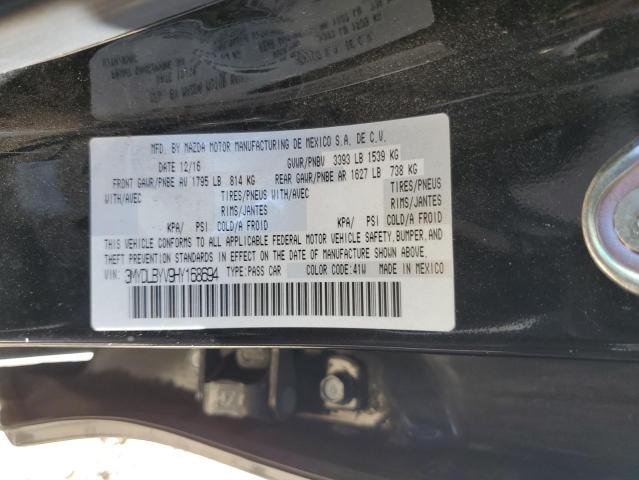 MFD. BY MAZDA MOTOR MANUFACTURING DE MEXICO S.A. DE C.V.
DATE 12/16 GVWR/PNBV 3393 LB 1539 KG
FRONT GAWR/PNBE AV 1795 LB 814 KG REAR GAWR/PNBE AR 1627 LB 738 KG
WITH/AVEC TIRES/PNEUS WITH/AVEC TIRES/PNEUS
RIMS/JANTES RIMS/JANTES
KPA/ PSI COLD/A FROID KPA/ PSI COLD/A FROID
THIS VEHICLE CONFORMS TO ALL APPLICABLE FEDERAL MOTOR VEHICLE SAFETY, BUMPER, AND
THEFT PREVENTION STANDARDS IN EFFECT ON THE DATE OF MANUFACTURE SHOWN ABOVE.
3MYDLBYV9HY168694 TYPE:PASS CAR COLOR CODE:41W MADE IN MEXICO